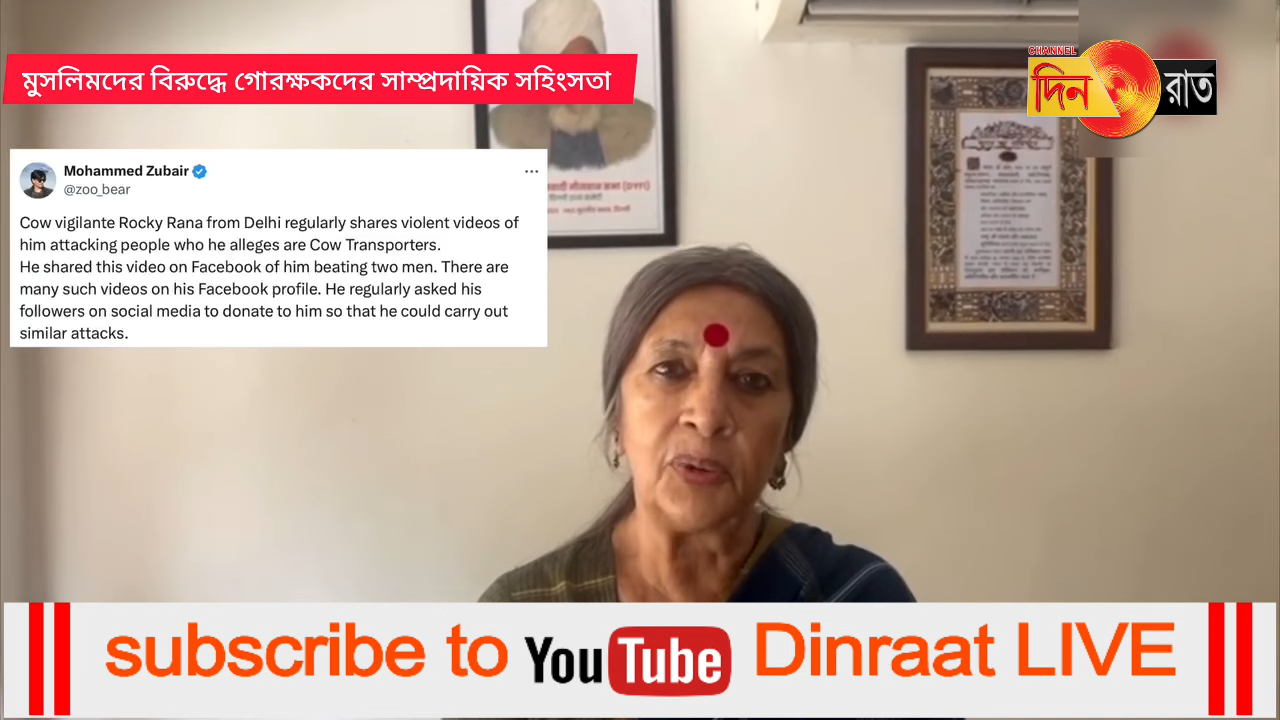 CHANNEL
দিন রাত
মুসলিমদের বিরুদ্ধে গোরক্ষকদের সাম্প্রদায়িক সহিংসতা
Mohammed Zubair
@zoo_bear
Cow vigilante Rocky Rana from Delhi regularly shares violent videos of
him attacking people who he alleges are Cow Transporters.
He shared this video on Facebook of him beating two men. There are
many such videos on his Facebook profile. He regularly asked his
followers on social media to donate to him so that he could carry out
similar attacks.
subscribe to YouTube Dinraat LIVE